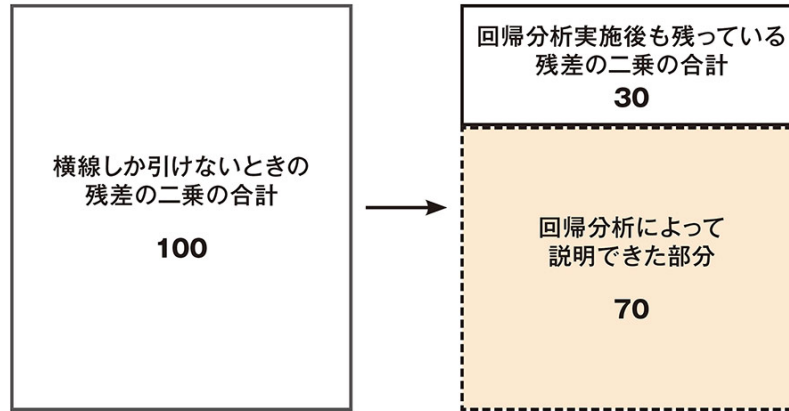 横線しか引けないときの
残差の二乗の合計
100
回帰分析実施後も残っている
残差の二乗の合計
30
回帰分析によって
説明できた部分
70